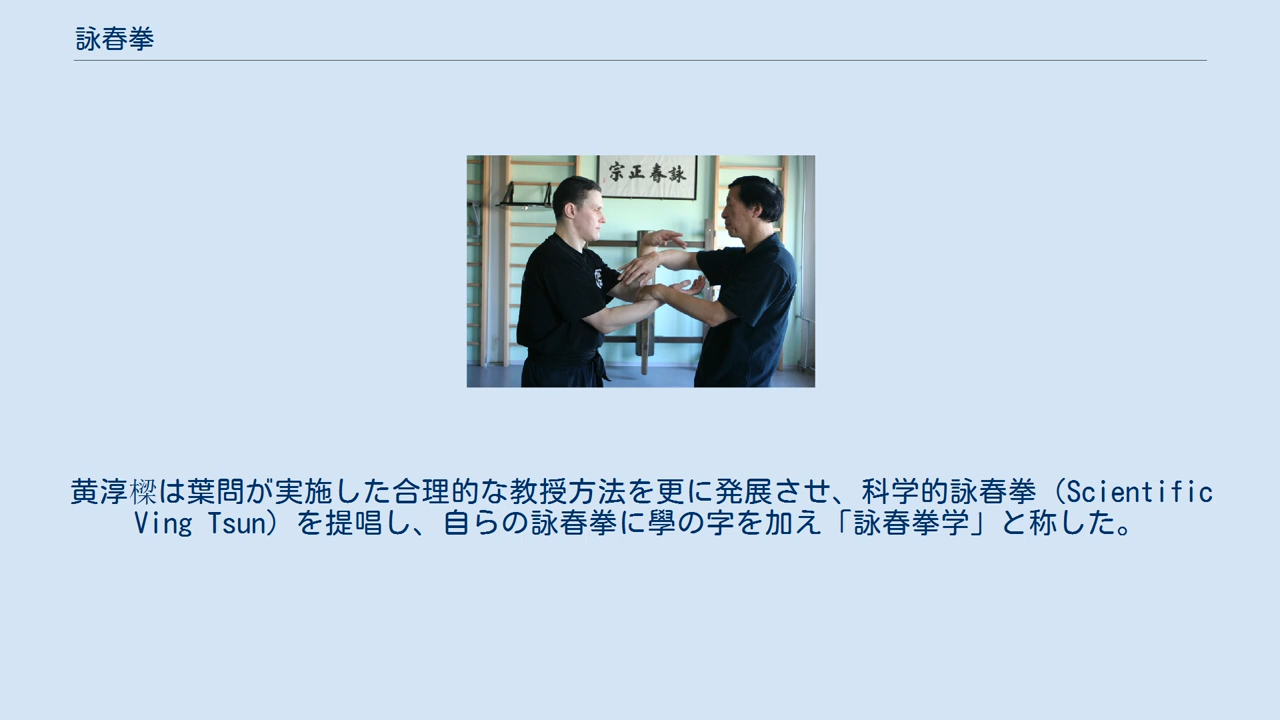 詠春拳
宗正春詠
黄淳樑は葉問が実施した合理的な教授方法を更に発展させ、科学的詠春拳（Scientific
Ving Tsun）を提唱し、自らの詠春拳に學の字を加え「詠春拳学」と称した。